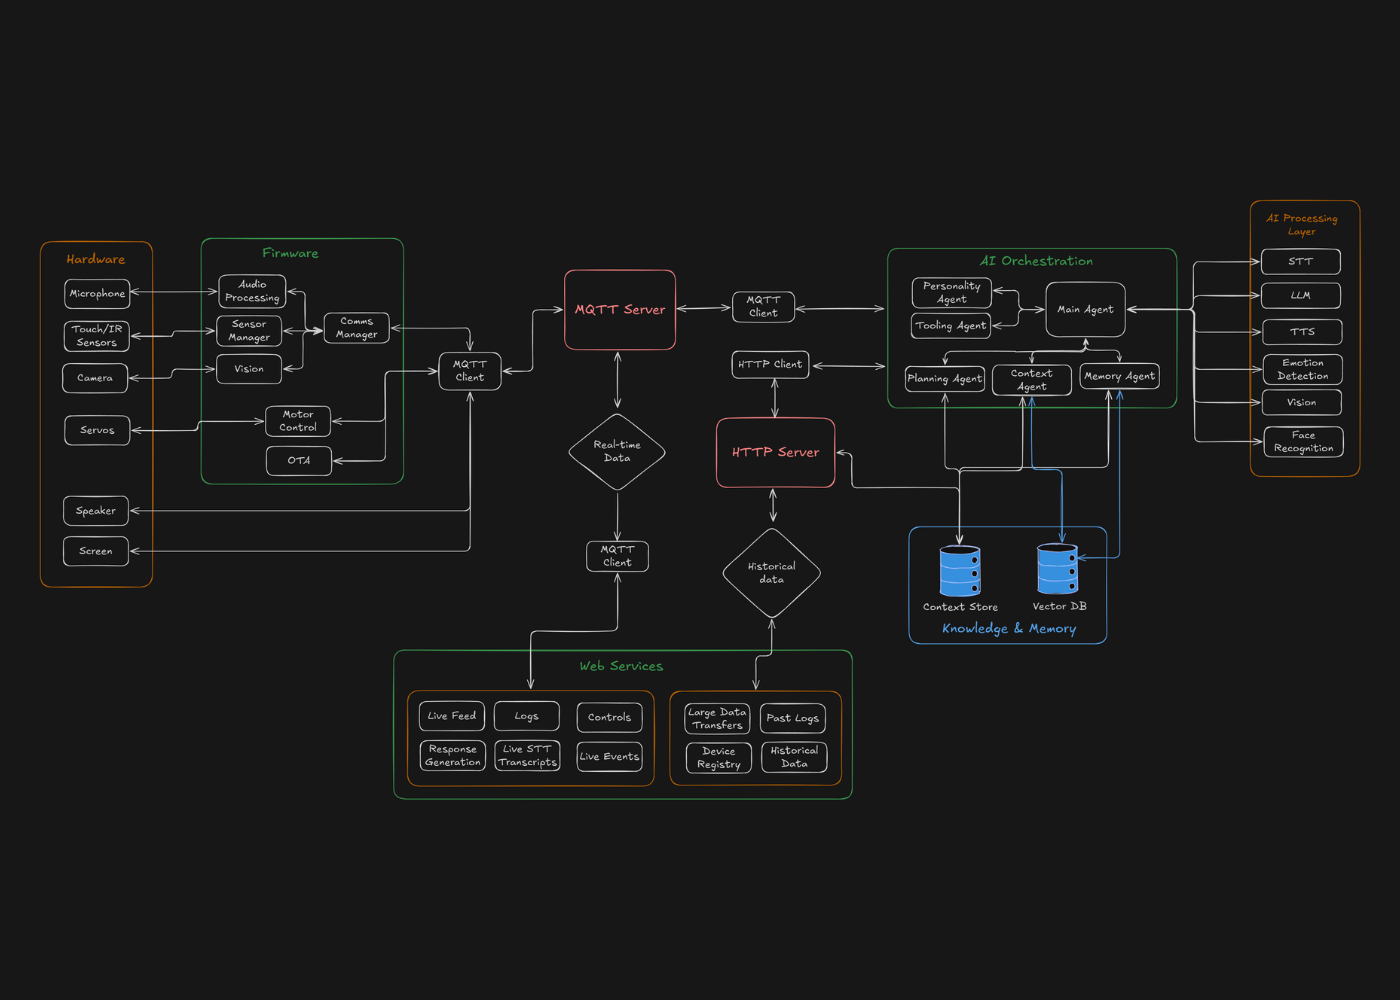 Hardware
Microphone
Touch/IR
Sensors
Camera
Servos
Speaker
Screen
Firmware
Audio
Processing
Sensor
Manager
Vision
Comms
Manager
Motor
Control
OTA
MQTT
Client
MQTT Server
Real-time
Data
MQTT
Client
MQTT
Client
HTTP Client
HTTP Server
Historical
data
AI Orchestration
Personality
Agent
Tooling Agent
Main Agent
Planning Agent
Context
Agent
Memory Agent
AI Processing
Layer
STT
LLM
TTS
Emotion
Detection
Vision
Face
Recognition
Context Store
Vector DB
Knowledge & Memory
Web Services
Live Feed
Logs
Controls
Response
Generation
Live STT
Transcripts
Live Events
Large Data
Transfers
Past Logs
Device
Registry
Historical
Data